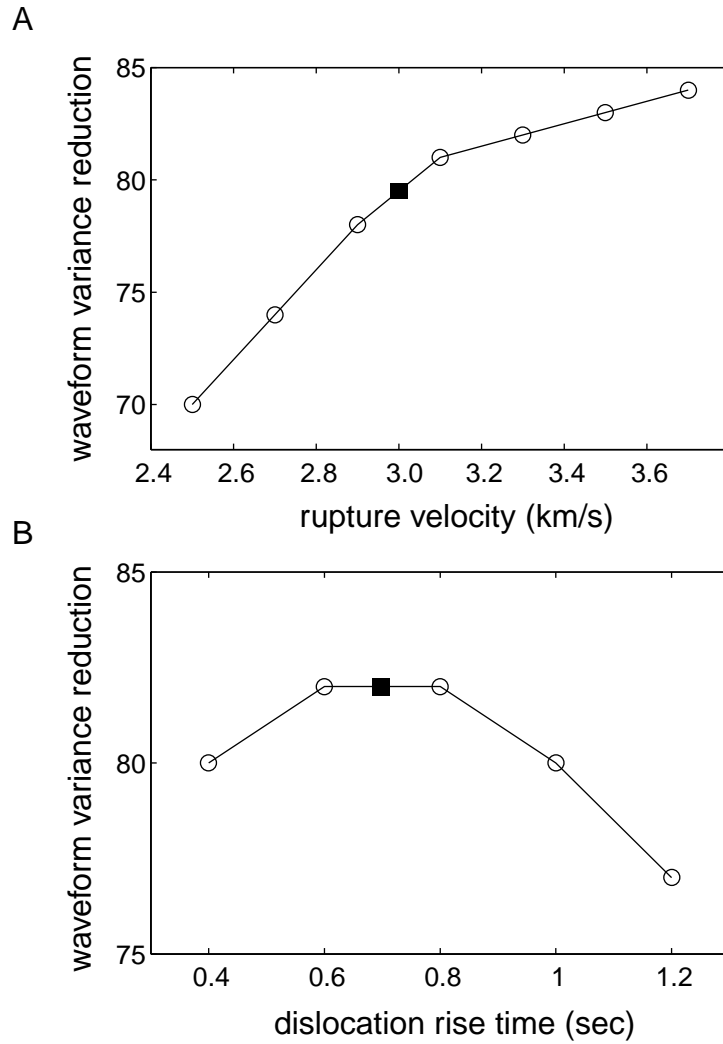 A
85
80
75
70
waveform variance reduction
2.4 2.6 2.8 3.0 3.2 3.4 3.6
rupture velocity (km/s)
B
85
80
75
waveform variance reduction
0.4 0.6 0.8 1 1.2
dislocation rise time (sec)